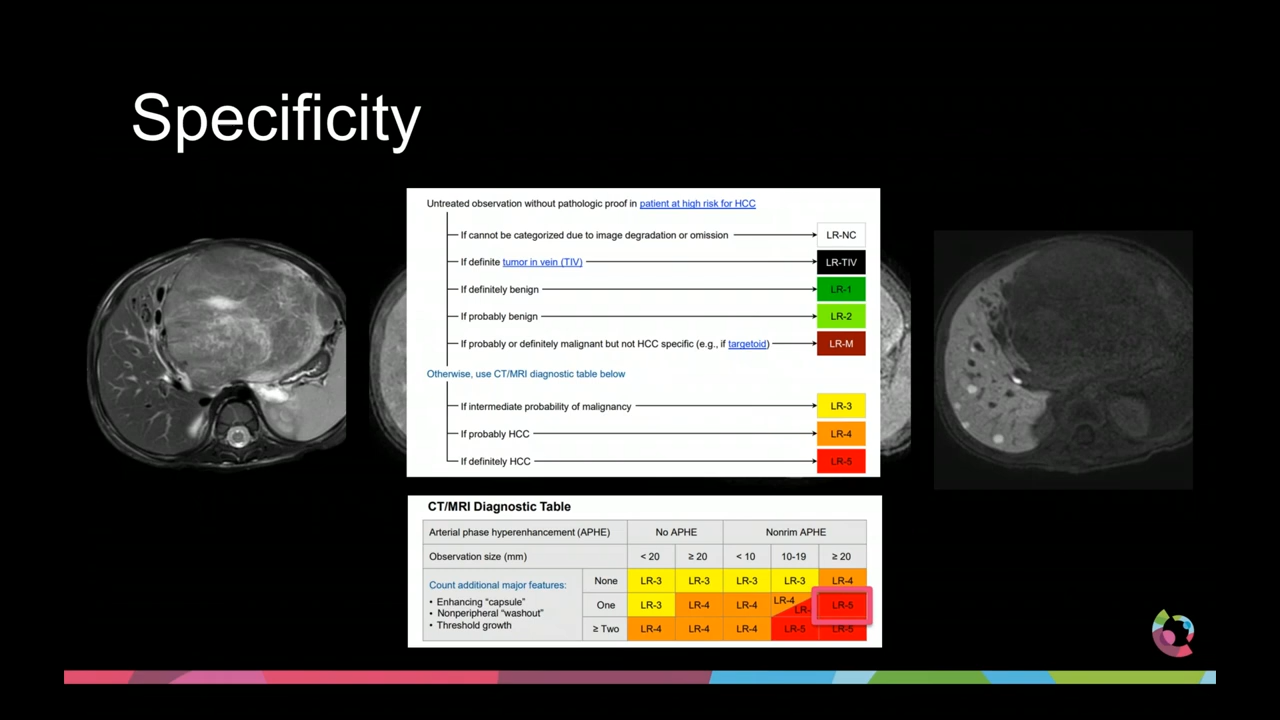 Specificity
Untreated observation without pathologic proof in patient at high risk for HCC
If cannot be categorized due to image degradation or omission LR-NC
If definite tumor in vein (TIV) LR-TIV
If definitely benign LR-1
If probably benign LR-2
If probably or definitely malignant but not HCC specific (e.g., if targetoid) LR-M
Otherwise, use CT/MRI diagnostic table below
If intermediate probability of malignancy LR-3
If probably HCC LR-4
If definitely HCC LR-5
CT/MRI Diagnostic Table
Arterial phase hyperenhancement (APHE) No APHE Nonrim APHE
Observation size (mm) < 20 ≥ 20 < 10 10-19 ≥ 20
Count additional major features:
• Enhancing “capsule”
• Nonperipheral “washout”
• Threshold growth
None LR-3 LR-3 LR-3 LR-3 LR-4
One LR-3 LR-4 LR-4 LR-4 LR- LR-5
≥ Two LR-4 LR-4 LR-4 LR-5 LR-5